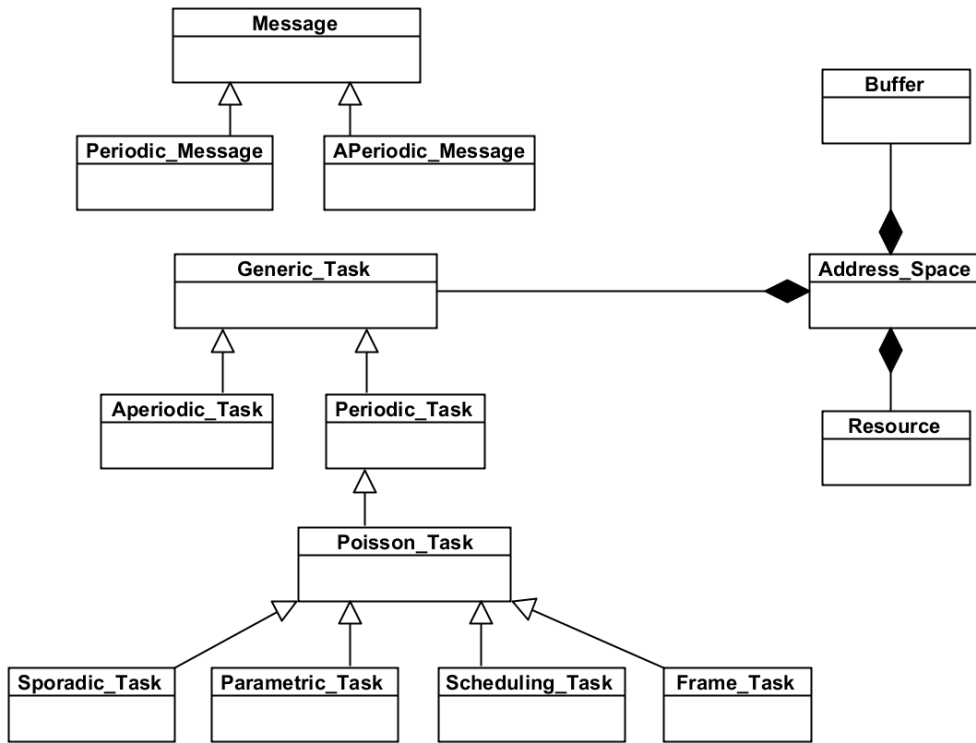 Message
Buffer
Periodic_Message
APeriodic_Message
Generic_Task
Address_Space
Aperiodic_Task
Periodic_Task
Resource
Poisson_Task
Sporadic_Task
Parametric_Task
Scheduling_Task
Frame_Task